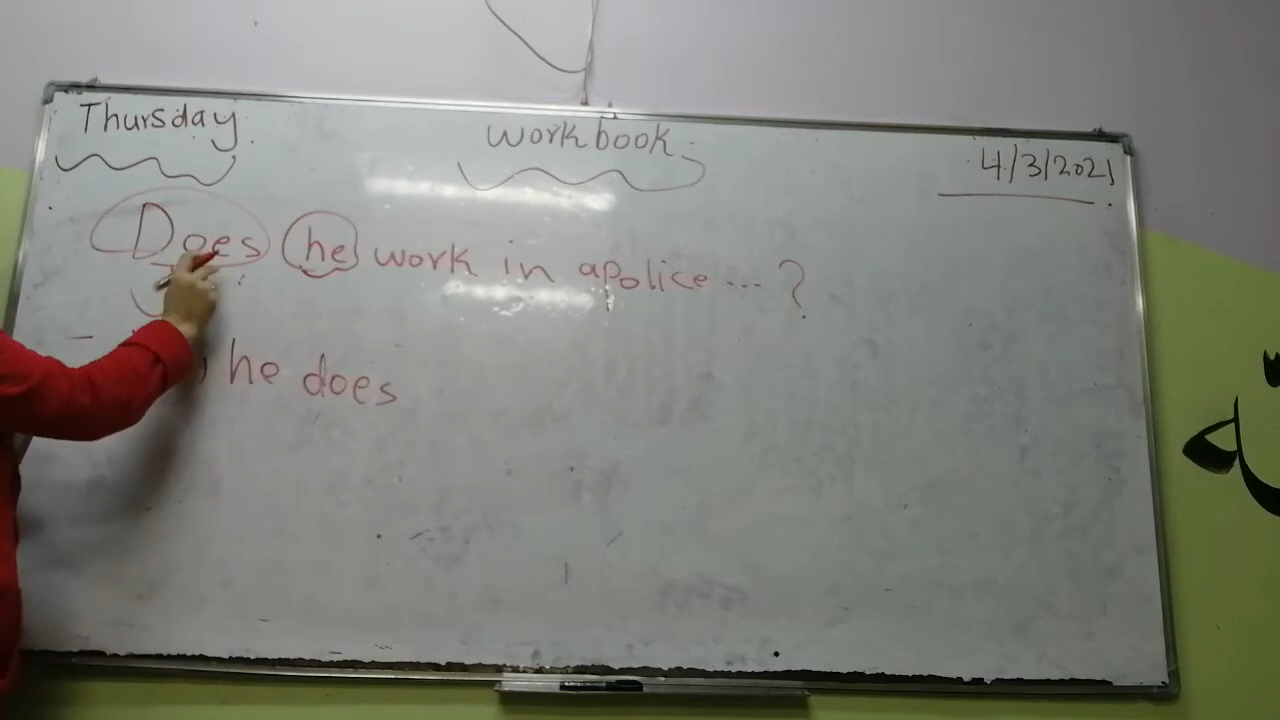 Thursday.
workbook.
4/3/2021
Does he work in apolice ... ?
- , he does